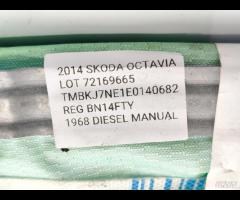 2014 SKODA OCTAVIA
LOT 72169665
TMBKJ7NE1E0140682
REG BN14FTY
1968 DIESEL MANUAL